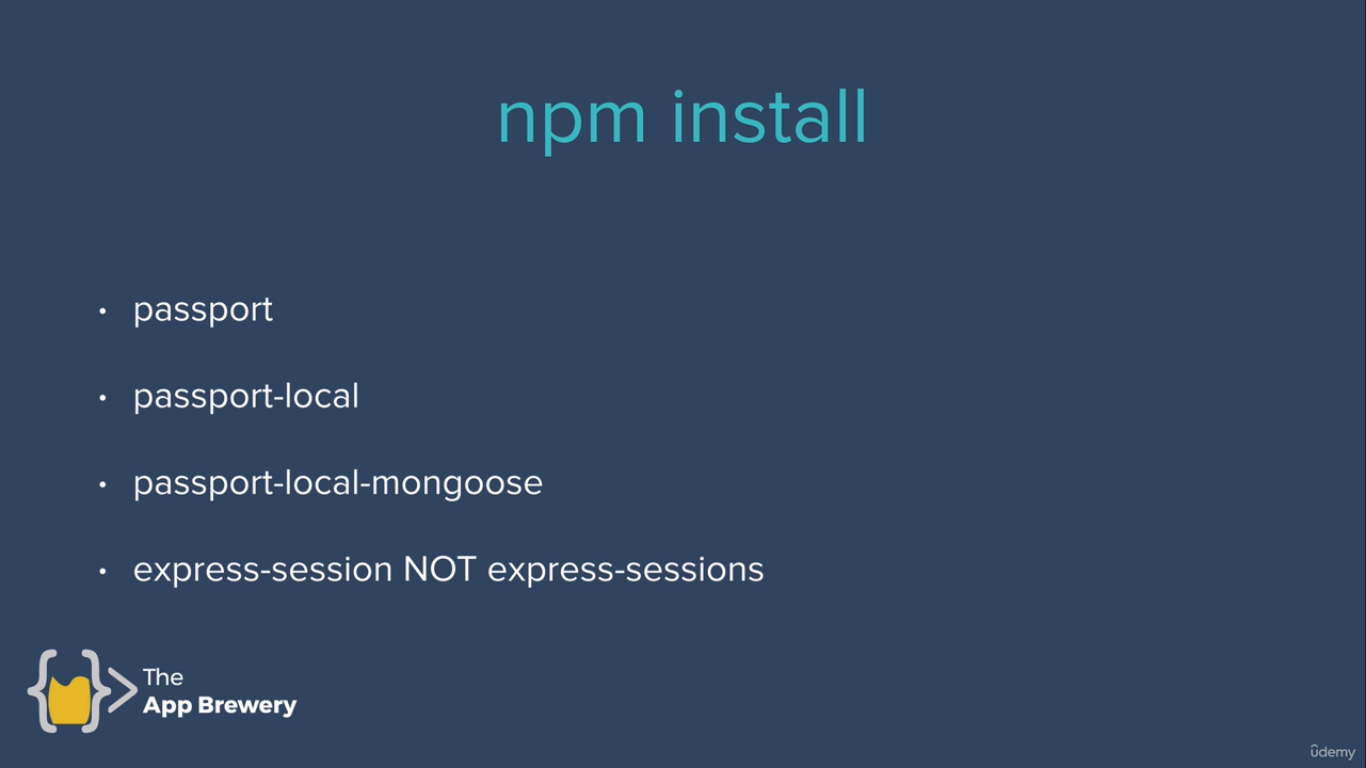 npm install
• passport
• passport-local
• passport-local-mongoose
• express-session NOT express-sessions
The
App Brewery
ûdemy